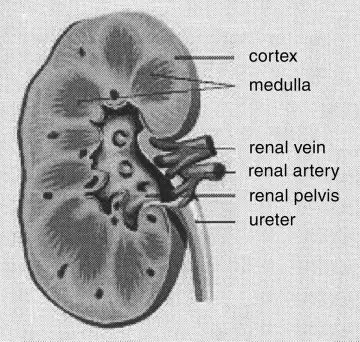 cortex
medulla
renal vein
renal artery
renal pelvis
ureter